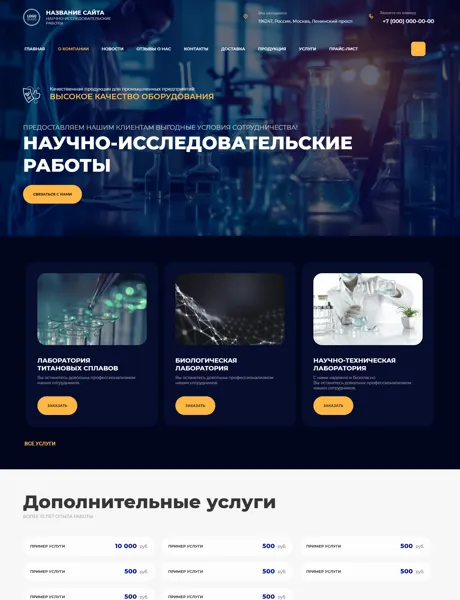 LOGO
НАЗВАНИЕ САЙТА
НАУЧНО-ИССЛЕДОВАТЕЛЬСКИЕ
РАБОТЫ
Мы находимся
196247, Россия, Москва, Ленинский просп
Звоните по номеру
+7 (000) 000-00-00
ГЛАВНАЯ О КОМПАНИИ НОВОСТИ ОТЗЫВЫ О НАС КОНТАКТЫ ДОСТАВКА ПРОДУКЦИЯ УСЛУГИ ПРАЙС-ЛИСТ
Качественная продукция для промышленных предприятий
ВЫСОКОЕ КАЧЕСТВО ОБОРУДОВАНИЯ
ПРЕДОСТАВЛЯЕМ НАШИМ КЛИЕНТАМ ВЫГОДНЫЕ УСЛОВИЯ СОТРУДНИЧЕСТВА!
НАУЧНО-ИССЛЕДОВАТЕЛЬСКИЕ
РАБОТЫ
СВЯЗАТЬСЯ С НАМИ
ЛАБОРАТОРИЯ
ТИТАНОВЫХ СПЛАВОВ
Вы останетесь довольны профессионализмом
наших сотрудников.
ЗАКАЗАТЬ
БИОЛОГИЧЕСКАЯ
ЛАБОРАТОРИЯ
Вы останетесь довольны профессионализмом
наших сотрудников.
ЗАКАЗАТЬ
НАУЧНО-ТЕХНИЧЕСКАЯ
ЛАБОРАТОРИЯ
С нами надежно и безопасно.
Вы останетесь довольны профессионализмом
наших сотрудников.
ЗАКАЗАТЬ
ВСЕ УСЛУГИ
Дополнительные услуги
БОЛЕЕ 10 ЛЕТ ОПЫТА РАБОТЫ
ПРИМЕР УСЛУГИ 10 000 руб.
ПРИМЕР УСЛУГИ 500 руб.
ПРИМЕР УСЛУГИ 500 руб.
ПРИМЕР УСЛУГИ 500 руб.
ПРИМЕР УСЛУГИ 500 руб.
ПРИМЕР УСЛУГИ 500 руб.
ПРИМЕР УСЛУГИ 500 руб.
ПРИМЕР УСЛУГИ 500 руб.